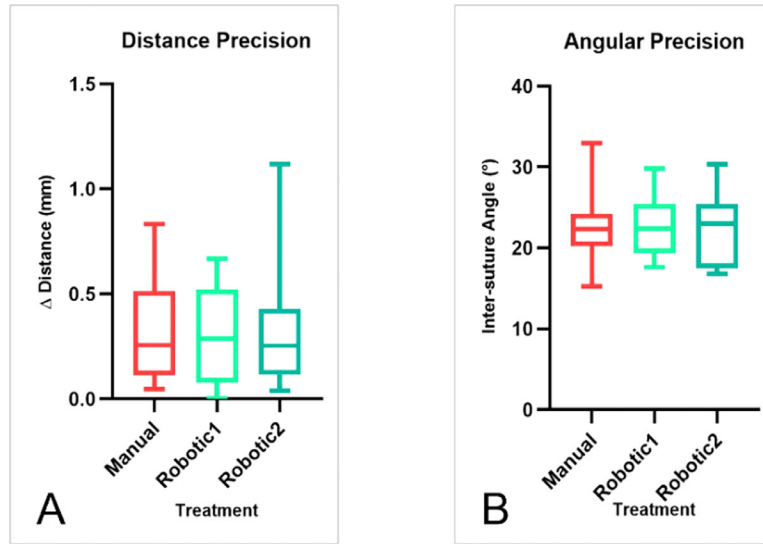 Distance Precision
1.5
1.0
0.5
0.0
Δ Distance (mm)
Manual
Robotic1
Robotic2
Treatment
A
Angular Precision
40
30
20
10
0
Inter-suture Angle (°)
Manual
Robotic1
Robotic2
Treatment
B